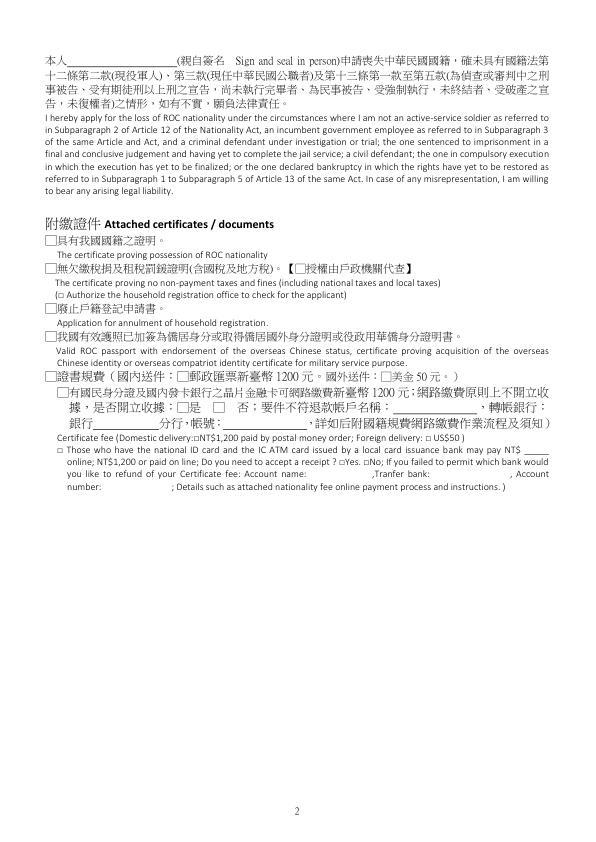 本人____________________(親自簽名　Sign and seal in person)申請喪失中華民國國籍，確未具有國籍法第
十二條第二款(現役軍人)、第三款(現任中華民國公職者)及第十三條第一款至第五款(為偵查或審判中之刑
事被告、受有期徒刑以上刑之宣告，尚未執行完畢者、為民事被告、受強制執行，未終結者、受破產之宣
告，未復權者)之情形，如有不實，願負法律責任。
I hereby apply for the loss of ROC nationality under the circumstances where I am not an active-service soldier as referred to
in Subparagraph 2 of Article 12 of the Nationality Act, an incumbent government employee as referred to in Subparagraph 3
of the same Article and Act, and a criminal defendant under investigation or trial; the one sentenced to imprisonment in a
final and conclusive judgement and having yet to complete the jail service; a civil defendant; the one in compulsory execution
in which the execution has yet to be finalized; or the one declared bankruptcy in which the rights have yet to be restored as
referred to in Subparagraph 1 to Subparagraph 5 of Article 13 of the same Act. In case of any misrepresentation, I am willing
to bear any arising legal liability.
附繳證件 Attached certificates / documents
□具有我國國籍之證明。
The certificate proving possession of ROC nationality
□無欠繳稅捐及租稅罰鍰證明(含國稅及地方稅)。【□授權由戶政機關代查】
The certificate proving no non-payment taxes and fines (including national taxes and local taxes)
(□ Authorize the household registration office to check for the applicant)
□廢止戶籍登記申請書。
Application for annulment of household registration.
□我國有效護照已加簽為僑居身分或取得僑居國外身分證明或役政用華僑身分證明書。
Valid ROC passport with endorsement of the overseas Chinese status, certificate proving acquisition of the overseas
Chinese identity or overseas compatriot identity certificate for military service purpose.
□證書規費（國內送件：□郵政匯票新臺幣 1200 元。國外送件：□美金 50 元。）
□有國民身分證及國內發卡銀行之晶片金融卡可網路繳費新臺幣 1200 元；網路繳費原則上不開立收
據，是否開立收據：□是　□　否；要件不符退款帳戶名稱：______________，轉帳銀行：
銀行____________分行，帳號：______________，詳如后附國籍規費網路繳費作業流程及須知）
Certificate fee (Domestic delivery:□NT$1,200 paid by postal money order; Foreign delivery: □ US$50 )
□ Those who have the national ID card and the IC ATM card issued by a local card issuance bank may pay NT$ _____
online; NT$1,200 or paid on line; Do you need to accept a receipt ? □Yes. □No; If you failed to permit which bank would
you like to refund of your Certificate fee: Account name: ,Tranfer bank: , Account
number: ; Details such as attached nationality fee online payment process and instructions. )
2